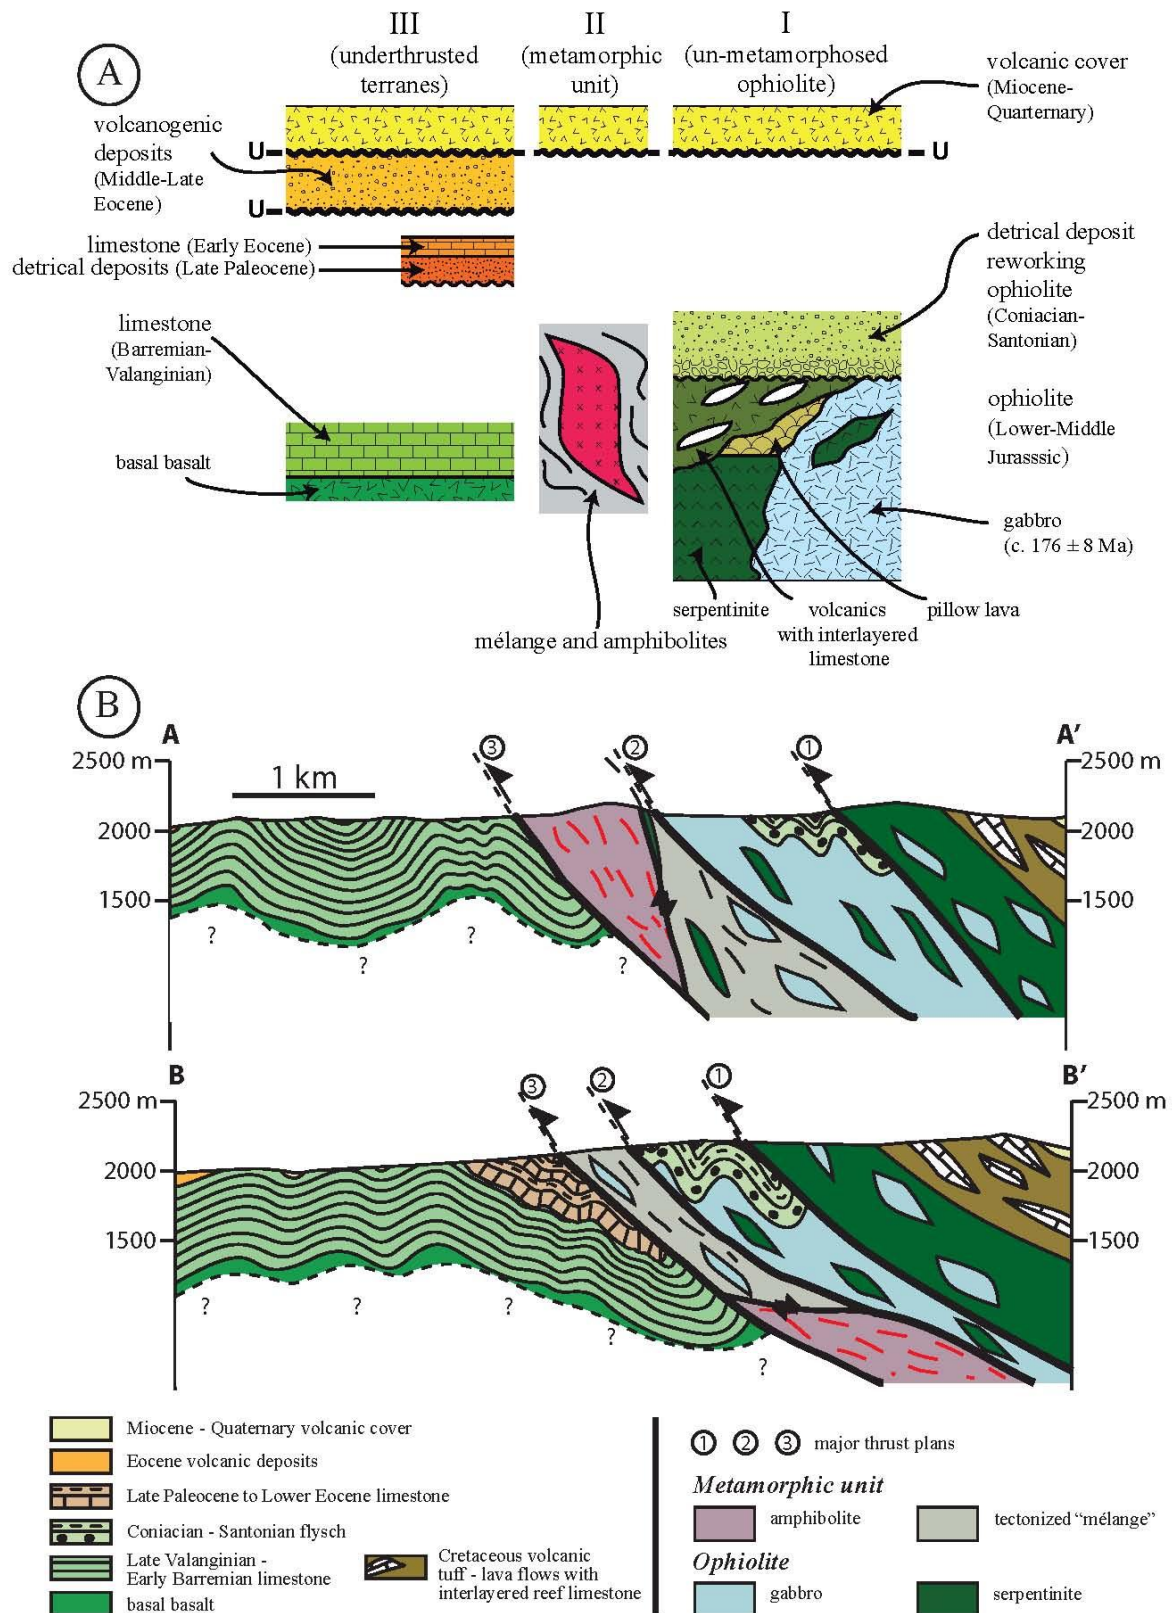 A
III
(underthrusted
terranes)
II
(metamorphic
unit)
I
(un-metamorphosed
ophiolite)
volcanic cover
(Miocene-
Quarternary)
volcanogenic
deposits
(Middle-Late
Eocene)
U
U
U
limestone (Early Eocene)
detrical deposits (Late Paleocene)
limestone
(Barremian-
Valanginian)
basal basalt
detrical deposit
reworking
ophiolite
(Coniacian-
Santonian)
ophiolite
(Lower-Middle
Jurasssic)
gabbro
(c. 176 ± 8 Ma)
serpentinite
volcanics
with interlayered
limestone
pillow lava
mélange and amphibolites
B
A
A’
2500 m
2000
1500
1 km
3
2
1
2500 m
2000
1500
?
?
?
?
B
B’
2500 m
2000
1500
3
2
1
2500 m
2000
1500
?
?
?
?
?
Miocene - Quaternary volcanic cover
Eocene volcanic deposits
Late Paleocene to Lower Eocene limestone
Coniacian - Santonian flysch
Late Valanginian -
Early Barremian limestone
basal basalt
Cretaceous volcanic
tuff - lava flows with
interlayered reef limestone
1 2 3 major thrust plans
Metamorphic unit
amphibolite
tectonized “mélange”
Ophiolite
gabbro
serpentinite